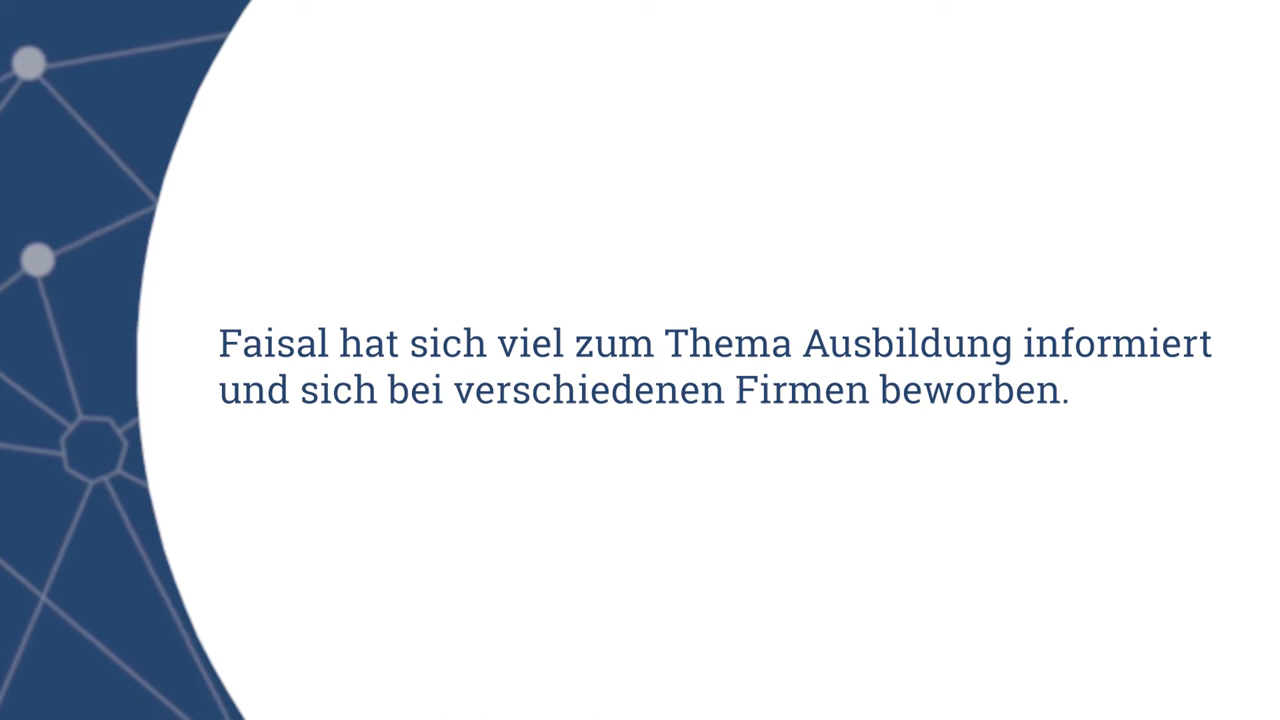 Faisal hat sich viel zum Thema Ausbildung informiert
und sich bei verschiedenen Firmen beworben.